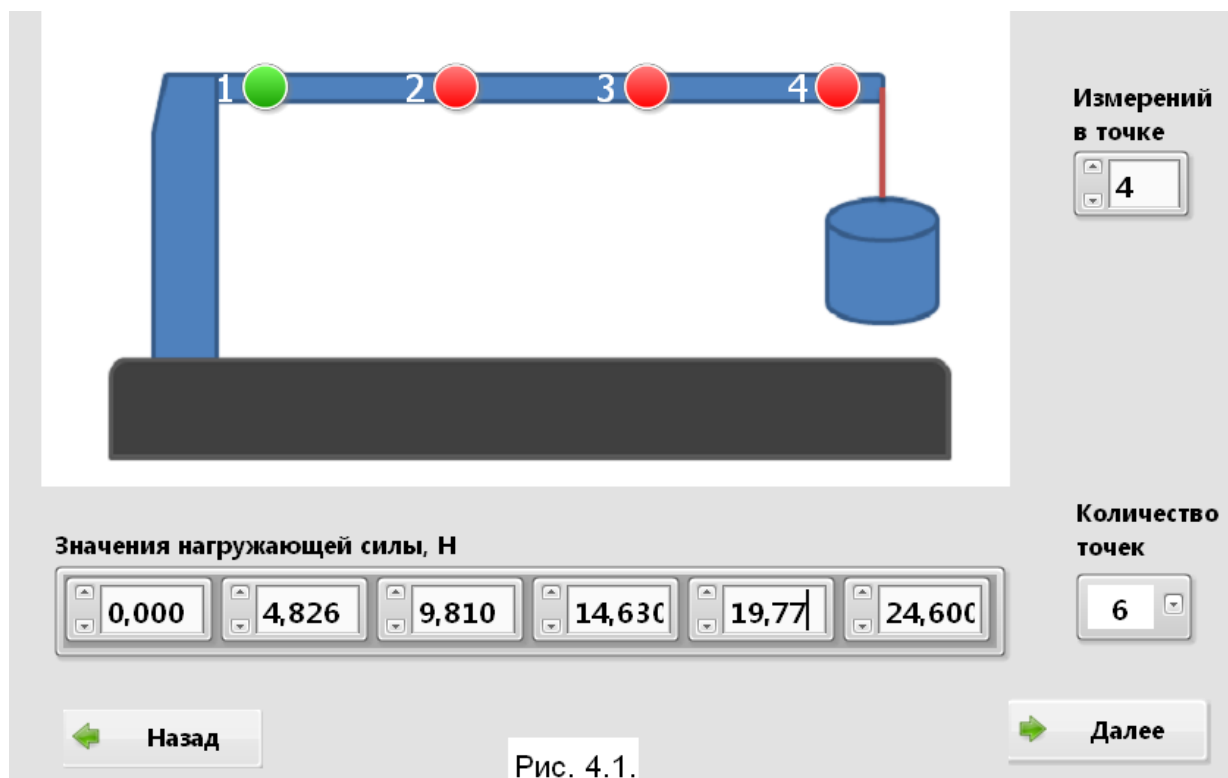 1 2 3 4
Измерений
в точке
4
Количество
точек
6
Значения нагружающей силы, Н
0,000 4,826 9,810 14,630 19,77 24,600
Назад
Далее
Рис. 4.1.